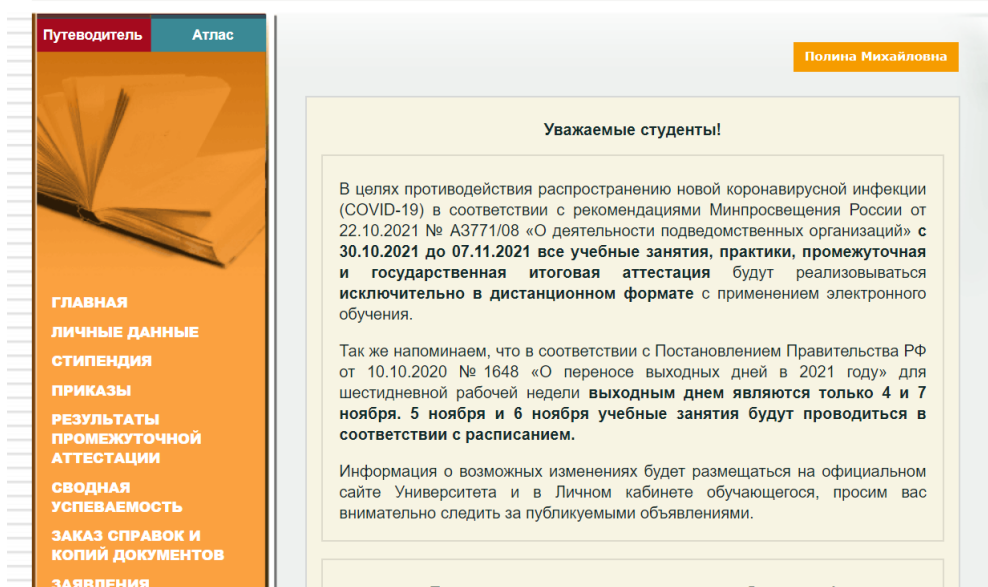 Путеводитель
Атлас
Полина Михайловна
ГЛАВНАЯ
ЛИЧНЫЕ ДАННЫЕ
СТИПЕНДИЯ
ПРИКАЗЫ
РЕЗУЛЬТАТЫ
ПРОМЕЖУТОЧНОЙ
АТТЕСТАЦИИ
СВОДНАЯ
УСПЕВАЕМОСТЬ
ЗАКАЗ СПРАВОК И
КОПИЙ ДОКУМЕНТОВ
ЗАЯВЛЕНИЯ
Уважаемые студенты!
В целях противодействия распространению новой коронавирусной инфекции
(COVID-19) в соответствии с рекомендациями Минпросвещения России от
22.10.2021 № А3771/08 «О деятельности подведомственных организаций» с
30.10.2021 до 07.11.2021 все учебные занятия, практики, промежуточная
и государственная итоговая аттестация будут реализовываться
исключительно в дистанционном формате с применением электронного
обучения.
Так же напоминаем, что в соответствии с Постановлением Правительства РФ
от 10.10.2020 № 1648 «О переносе выходных дней в 2021 году» для
шестидневной рабочей недели выходным днем являются только 4 и 7
ноября. 5 ноября и 6 ноября учебные занятия будут проводиться в
соответствии с расписанием.
Информация о возможных изменениях будет размещаться на официальном
сайте Университета и в Личном кабинете обучающегося, просим вас
внимательно следить за публикуемыми объявлениями.